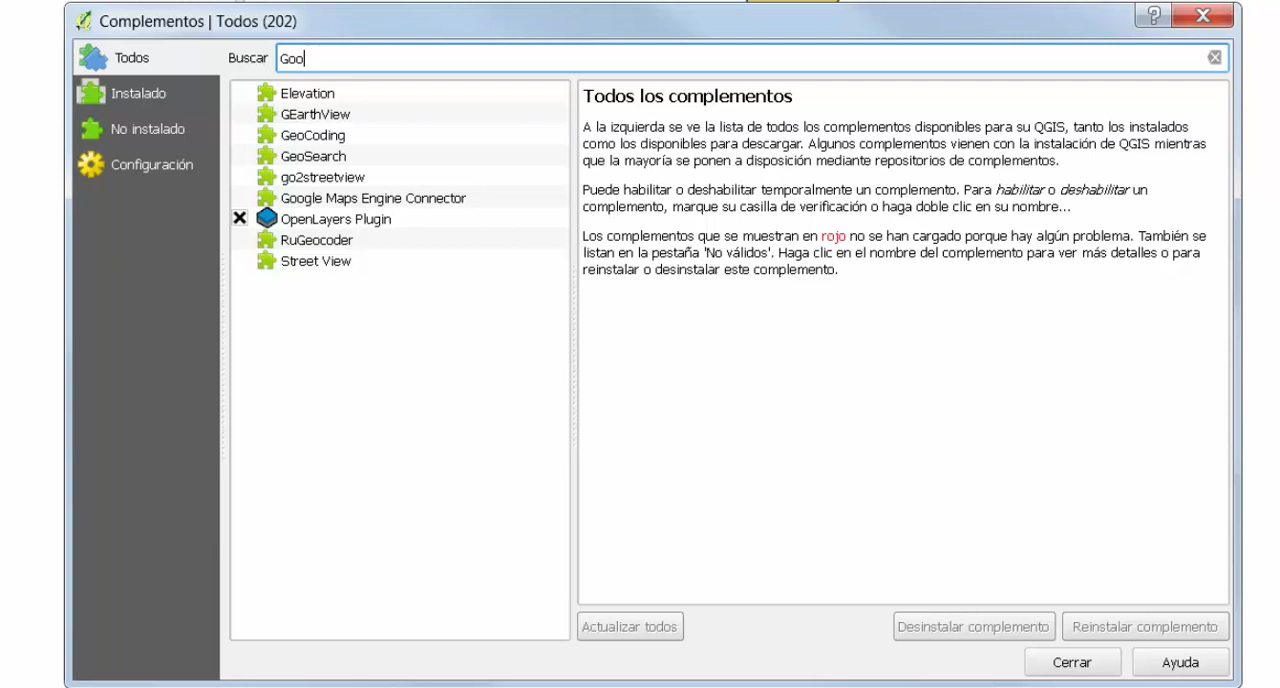 Complementos | Todos (202)
Todos
Instalado
No instalado
Configuración
Buscar Goo
Elevation
GEarthView
GeoCoding
GeoSearch
go2streetview
Google Maps Engine Connector
OpenLayers Plugin
RuGeocoder
Street View
Todos los complementos
A la izquierda se ve la lista de todos los complementos disponibles para su QGIS, tanto los instalados
como los disponibles para descargar. Algunos complementos vienen con la instalación de QGIS mientras
que la mayoría se ponen a disposición mediante repositorios de complementos.
Puede habilitar o deshabilitar temporalmente un complemento. Para habilitar o deshabilitar un
complemento, marque su casilla de verificación o haga doble clic en su nombre...
Los complementos que se muestran en rojo no se han cargado porque hay algún problema. También se
listan en la pestaña 'No válidos'. Haga clic en el nombre del complemento para ver más detalles o para
reinstalar o desinstalar este complemento.
Actualizar todos
Desinstalar complemento
Reinstalar complemento
Cerrar
Ayuda